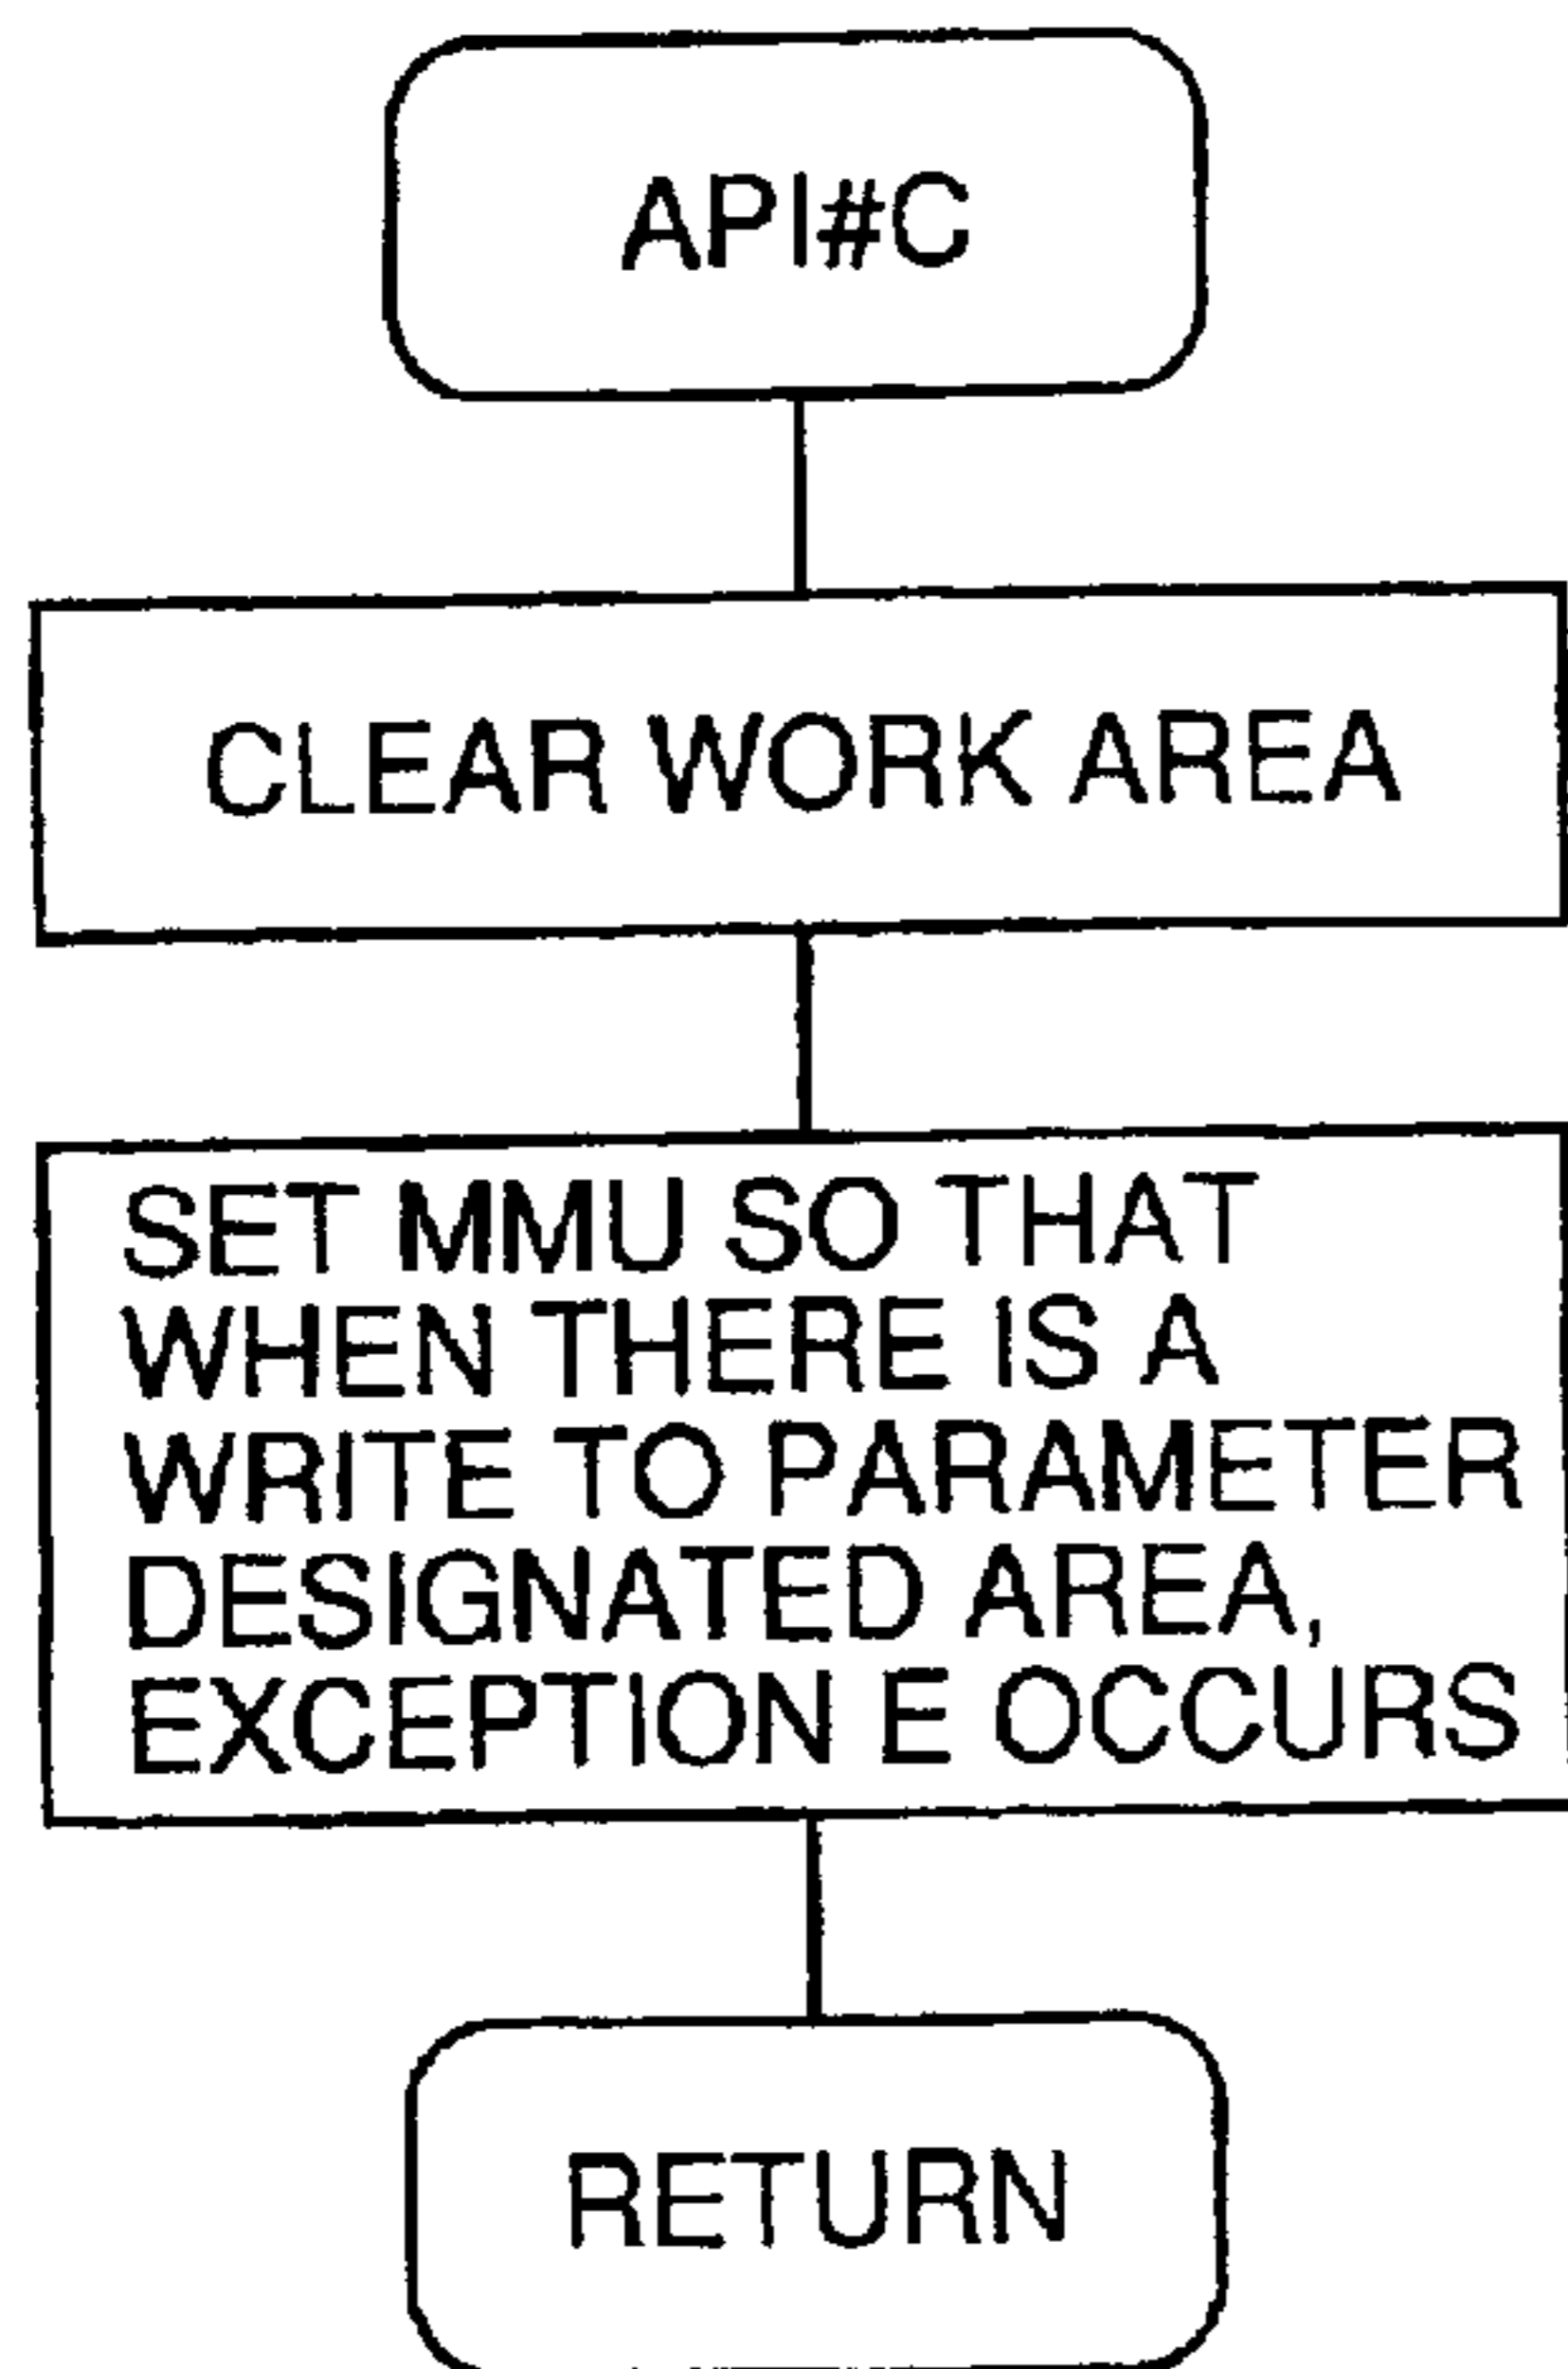 API#C
CLEAR WORK AREA
SET MMU SO THAT
WHEN THERE IS A
WRITE TO PARAMETER
DESIGNATED AREA,
EXCEPTION E OCCURS
RETURN